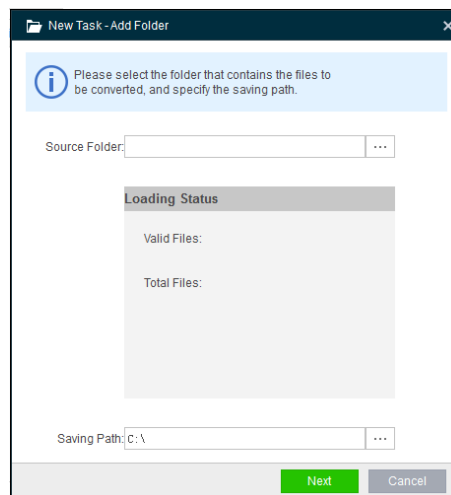 New Task - Add Folder
Please select the folder that contains the files to
be converted, and specify the saving path.
Source Folder: ...
Loading Status
Valid Files:
Total Files:
Saving Path: C:\ ...
Next Cancel